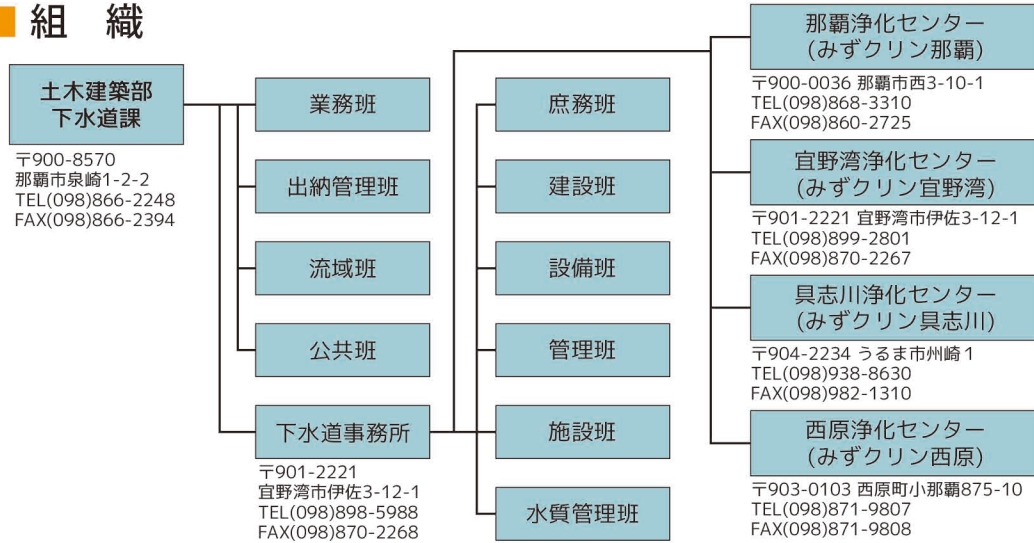 組 織
土木建築部
下水道課
〒900-8570
那覇市泉崎1-2-2
TEL(098)866-2248
FAX(098)866-2394
業務班
出納管理班
流域班
公共班
下水道事務所
〒901-2221
宜野湾市伊佐3-12-1
TEL(098)898-5988
FAX(098)870-2268
庶務班
建設班
設備班
管理班
施設班
水質管理班
那覇浄化センター
(みずクリン那覇)
〒900-0036 那覇市西3-10-1
TEL(098)868-3310
FAX(098)860-2725
宜野湾浄化センター
(みずクリン宜野湾)
〒901-2221 宜野湾市伊佐3-12-1
TEL(098)899-2801
FAX(098)870-2267
具志川浄化センター
(みずクリン具志川)
〒904-2234 うるま市州崎1
TEL(098)938-8630
FAX(098)982-1310
西原浄化センター
(みずクリン西原)
〒903-0103 西原町小那覇875-10
TEL(098)871-9807
FAX(098)871-9808